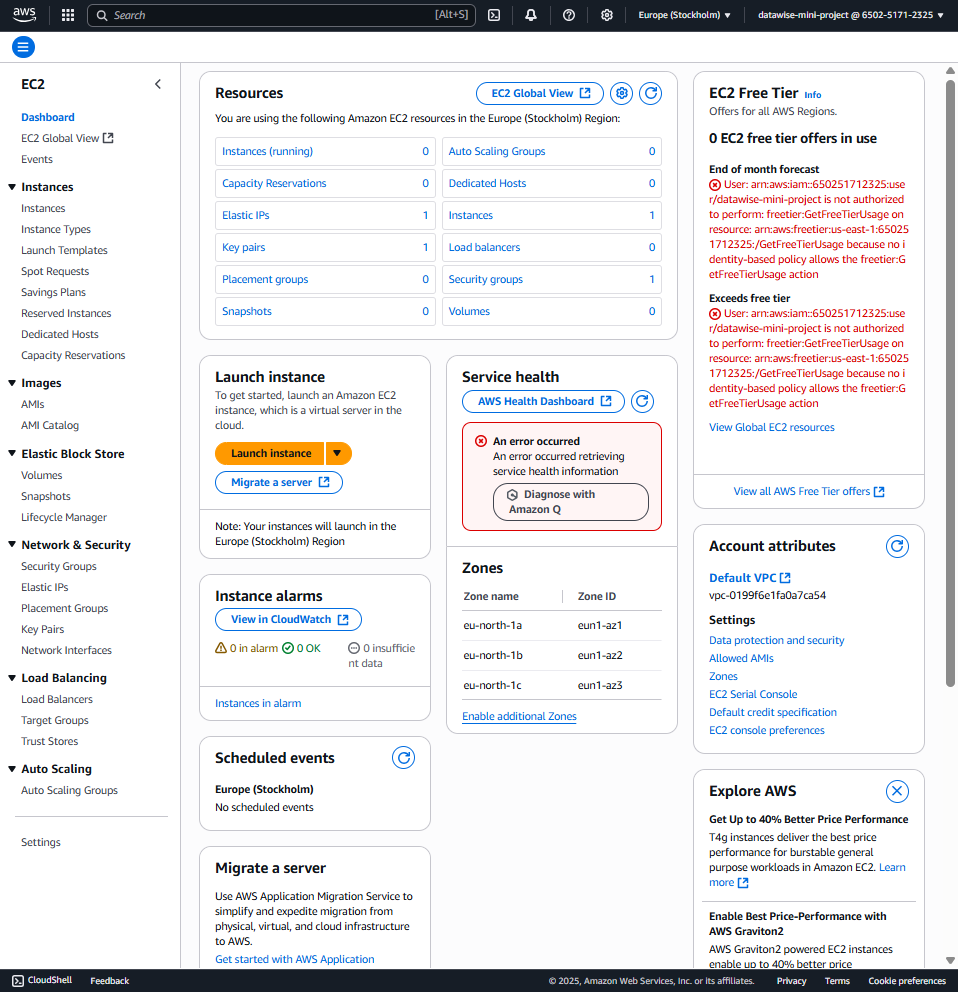 aws
Search
[Alt+S]
Europe (Stockholm) ▼
datawise-mini-project @ 6502-5171-2325 ▼
EC2
Dashboard
EC2 Global View
Events
Instances
Instances
Instance Types
Launch Templates
Spot Requests
Savings Plans
Reserved Instances
Dedicated Hosts
Capacity Reservations
Images
AMIs
AMI Catalog
Elastic Block Store
Volumes
Snapshots
Lifecycle Manager
Network & Security
Security Groups
Elastic IPs
Placement Groups
Key Pairs
Network Interfaces
Load Balancing
Load Balancers
Target Groups
Trust Stores
Auto Scaling
Auto Scaling Groups
Settings
Resources
EC2 Global View
You are using the following Amazon EC2 resources in the Europe (Stockholm) Region:
Instances (running) 0
Auto Scaling Groups 0
Capacity Reservations 0
Dedicated Hosts 0
Elastic IPs 1
Instances 1
Key pairs 1
Load balancers 0
Placement groups 0
Security groups 1
Snapshots 0
Volumes 0
Launch instance
To get started, launch an Amazon EC2
instance, which is a virtual server in the
cloud.
Launch instance
Migrate a server
Note: Your instances will launch in the
Europe (Stockholm) Region
Instance alarms
View in CloudWatch
0 in alarm 0 OK 0 insufficie
nt data
Instances in alarm
Scheduled events
Europe (Stockholm)
No scheduled events
Migrate a server
Use AWS Application Migration Service to
simplify and expedite migration from
physical, virtual, and cloud infrastructure
to AWS.
Get started with AWS Application
Service health
AWS Health Dashboard
An error occurred
An error occurred retrieving
service health information
Diagnose with
Amazon Q
Zones
Zone name Zone ID
eu-north-1a eun1-az1
eu-north-1b eun1-az2
eu-north-1c eun1-az3
Enable additional Zones
EC2 Free Tier Info
Offers for all AWS Regions.
0 EC2 free tier offers in use
End of month forecast
User: arn:aws:iam::650251712325:use
r/datawise-mini-project is not authorized
to perform: freetier:GetFreeTierUsage on
resource: arn:aws:freetier:us-east-1:65025
1712325:/GetFreeTierUsage because no i
dentity-based policy allows the freetier:G
etFreeTierUsage action
Exceeds free tier
User: arn:aws:iam::650251712325:use
r/datawise-mini-project is not authorized
to perform: freetier:GetFreeTierUsage on
resource: arn:aws:freetier:us-east-1:65025
1712325:/GetFreeTierUsage because no i
dentity-based policy allows the freetier:G
etFreeTierUsage action
View Global EC2 resources
View all AWS Free Tier offers
Account attributes
Default VPC
vpc-0199f6e1fa0a7ca54
Settings
Data protection and security
Allowed AMIs
Zones
EC2 Serial Console
Default credit specification
EC2 console preferences
Explore AWS
Get Up to 40% Better Price Performance
T4g instances deliver the best price
performance for burstable general
purpose workloads in Amazon EC2. Learn
more
Enable Best Price-Performance with
AWS Graviton2
AWS Graviton2 powered EC2 instances
enable up to 40% better price
CloudShell
Feedback
© 2025, Amazon Web Services, Inc. or its affiliates.
Privacy
Terms
Cookie preferences